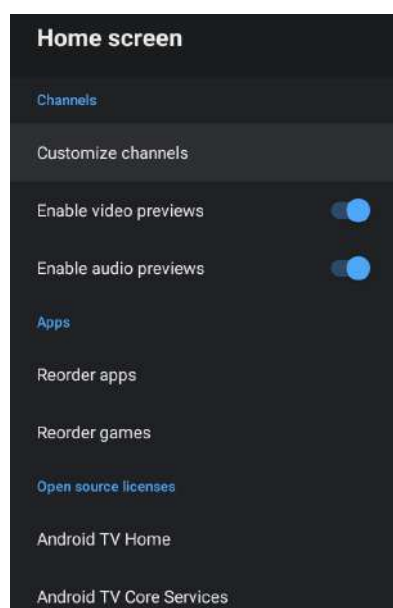 Home screen
Channels
Customize channels
Enable video previews
Enable audio previews
Apps
Reorder apps
Reorder games
Open source licenses
Android TV Home
Android TV Core Services